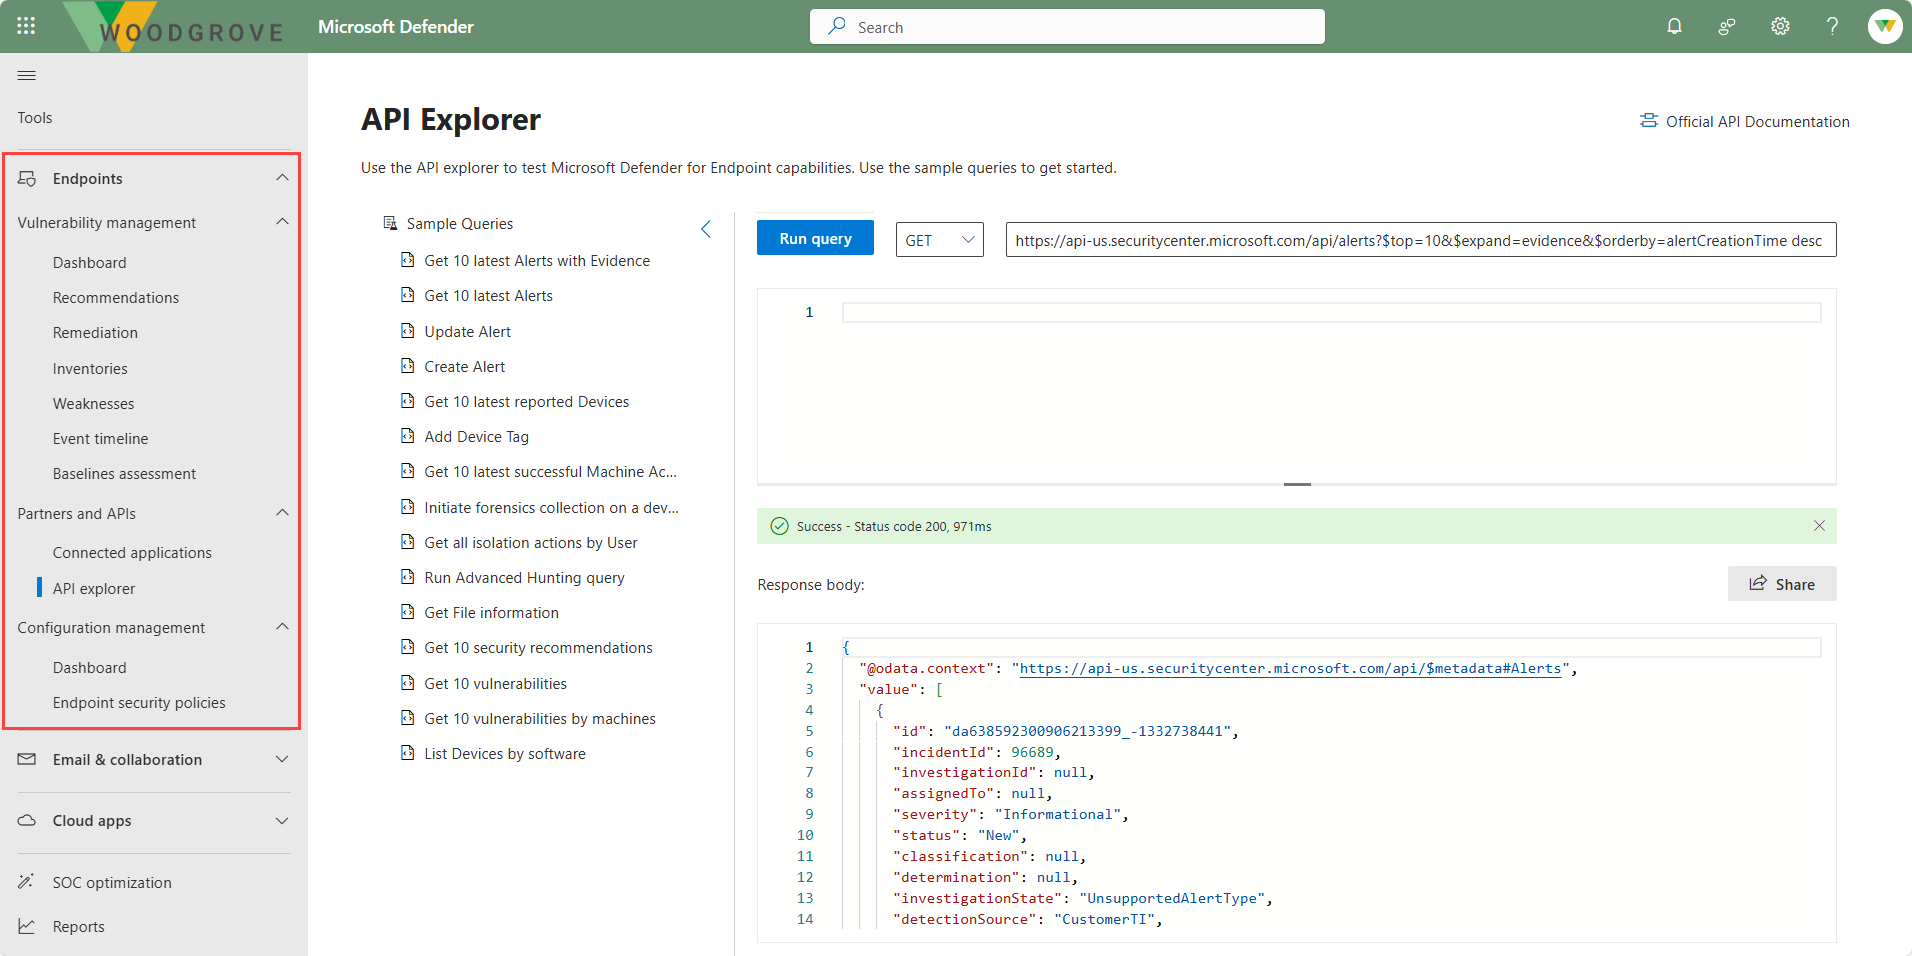 WOODGROVE
Microsoft Defender
Search
Tools
Endpoints
Vulnerability management
Dashboard
Recommendations
Remediation
Inventories
Weaknesses
Event timeline
Baselines assessment
Partners and APIs
Connected applications
API explorer
Configuration management
Dashboard
Endpoint security policies
Email & collaboration
Cloud apps
SOC optimization
Reports
API Explorer
Official API Documentation
Use the API explorer to test Microsoft Defender for Endpoint capabilities. Use the sample queries to get started.
Sample Queries
Get 10 latest Alerts with Evidence
Get 10 latest Alerts
Update Alert
Create Alert
Get 10 latest reported Devices
Add Device Tag
Get 10 latest successful Machine Ac...
Initiate forensics collection on a dev...
Get all isolation actions by User
Run Advanced Hunting query
Get File information
Get 10 security recommendations
Get 10 vulnerabilities
Get 10 vulnerabilities by machines
List Devices by software
Run query
GET
https://api-us.securitycenter.microsoft.com/api/alerts?$top=10&$expand=evidence&$orderby=alertCreationTime desc
1
Success - Status code 200, 971ms
Response body:
Share
1 {
2 "@odata.context": "https://api-us.securitycenter.microsoft.com/api/$metadata#Alerts",
3 "value": [
4 {
5 "id": "da638592300906213399_-1332738441",
6 "incidentId": 96689,
7 "investigationId": null,
8 "assignedTo": null,
9 "severity": "Informational",
10 "status": "New",
11 "classification": null,
12 "determination": null,
13 "investigationState": "UnsupportedAlertType",
14 "detectionSource": "CustomerTI",